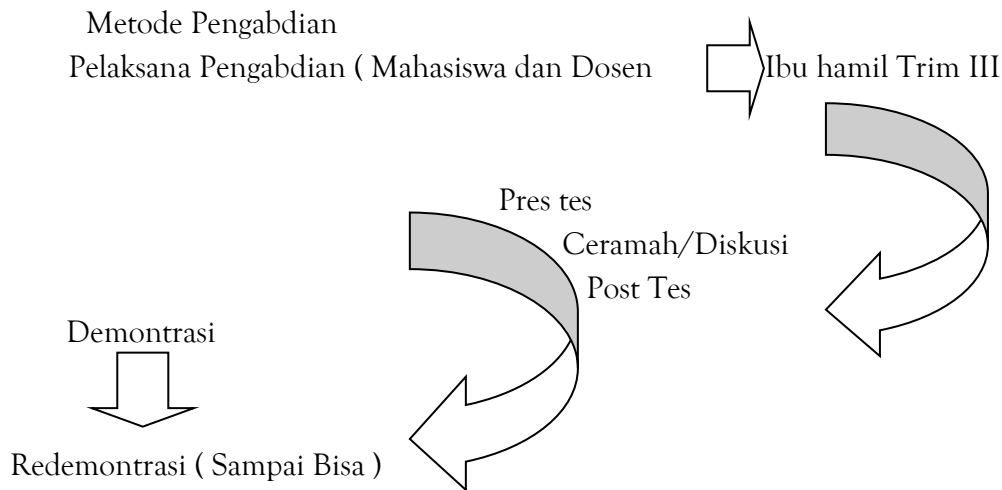 Metode Pengabdian
Pelaksana Pengabdian ( Mahasiswa dan Dosen
Ibu hamil Trim III
Pres tes
Ceramah/Diskusi
Post Tes
Demontrasi
Redemontrasi ( Sampai Bisa )